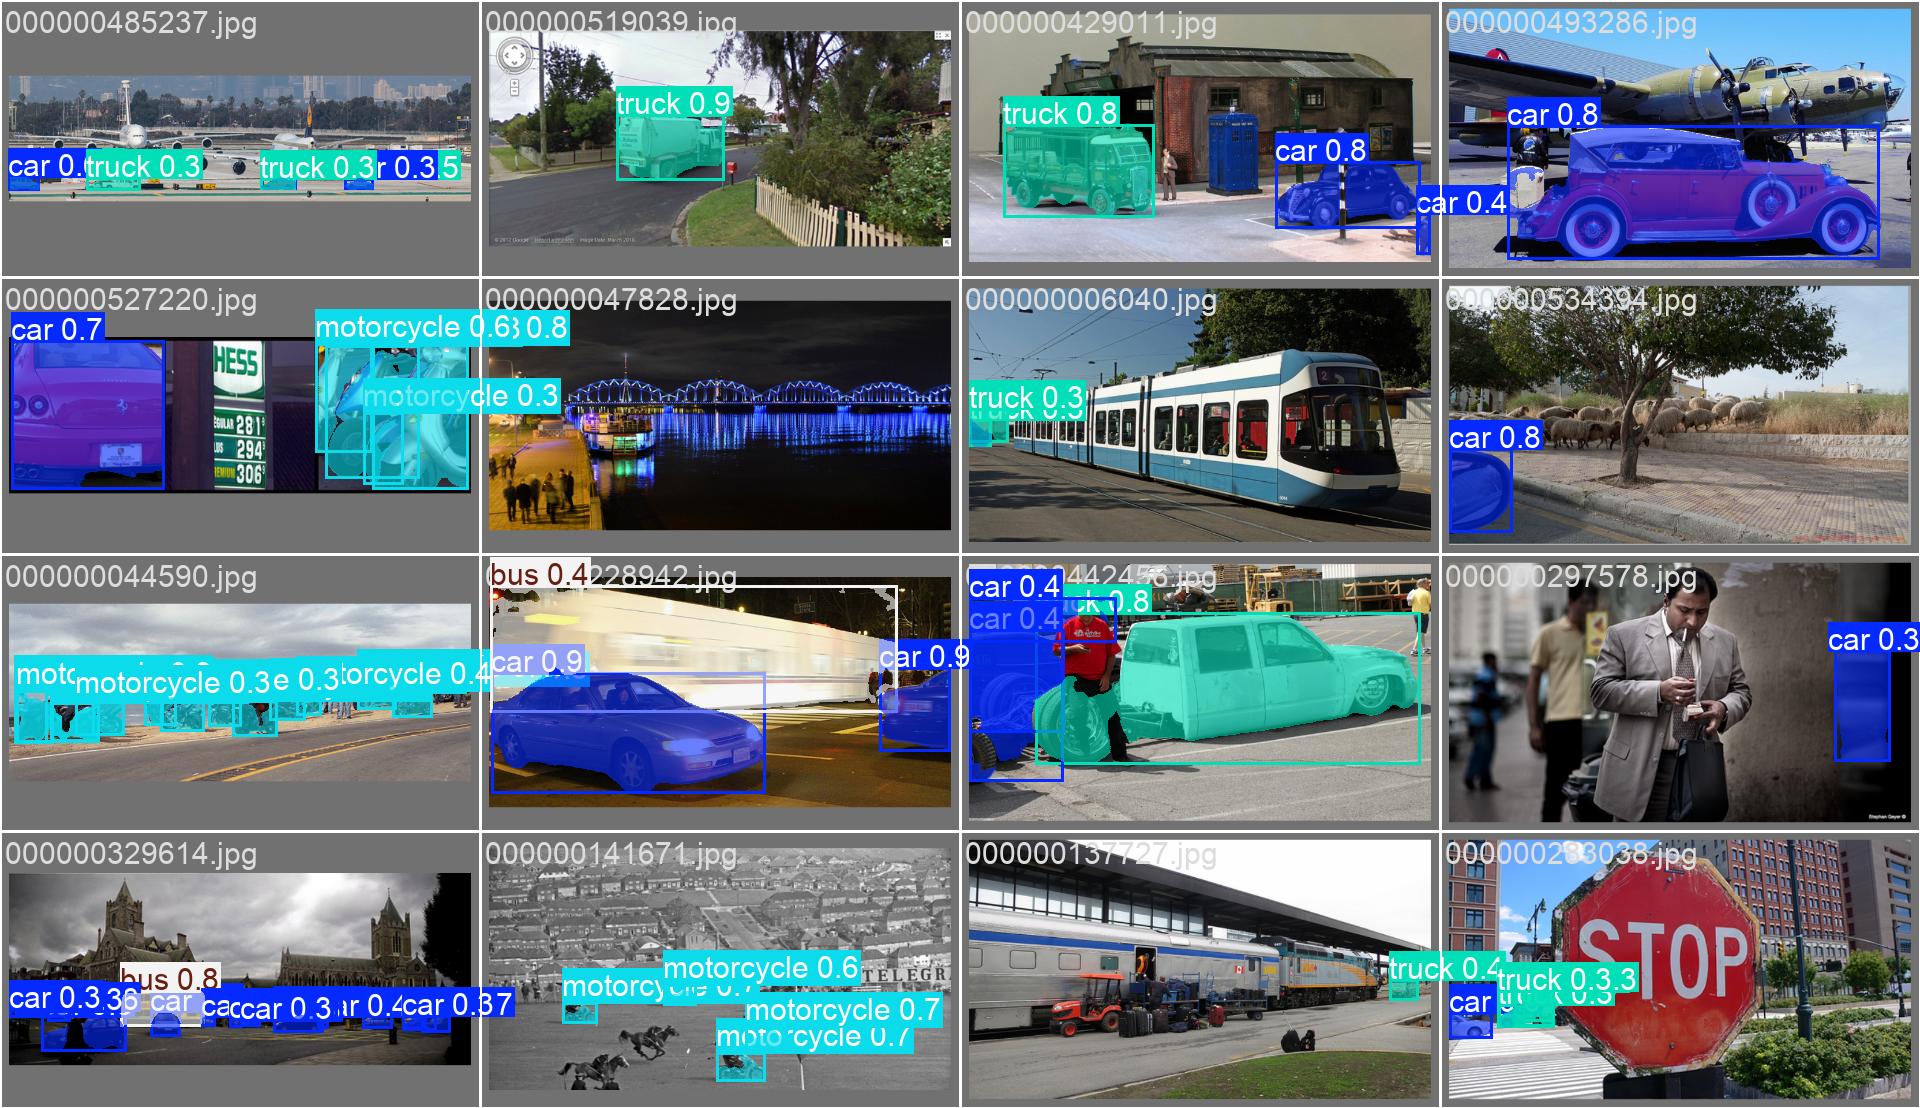 000000485237.jpg
car 0.
truck 0.3
truck 0.3
r 0.3
.5
000000519039.jpg
truck 0.9
000000429011.jpg
truck 0.8
car 0.8
car 0.4
000000493286.jpg
car 0.8
000000527220.jpg
car 0.7
HESS
EGULAR 281
294
306
motorcycle 0.6
0.8
motorcycle 0.3
000000047828.jpg
000000006040.jpg
truck 0.3
2
000000534394.jpg
car 0.8
000000044590.jpg
motorcycle 0.3
e 0.3
torcycle 0.4
228942.jpg
bus 0.4
car 0.9
car 0.9
442456.jpg
car 0.4
car 0.4
ck 0.8
000000297578.jpg
car 0.3
000000329614.jpg
bus 0.8
car 0.3
car
car 0.3
ar 0.4
car 0.37
000000141671.jpg
motorcycle 0.6
motorcycle 0.7
motorcycle 0.7
motorcycle 0.7
TELEGR
000000137727.jpg
truck 0.4
000000283038.jpg
car
truck 0.3
.3
STOP